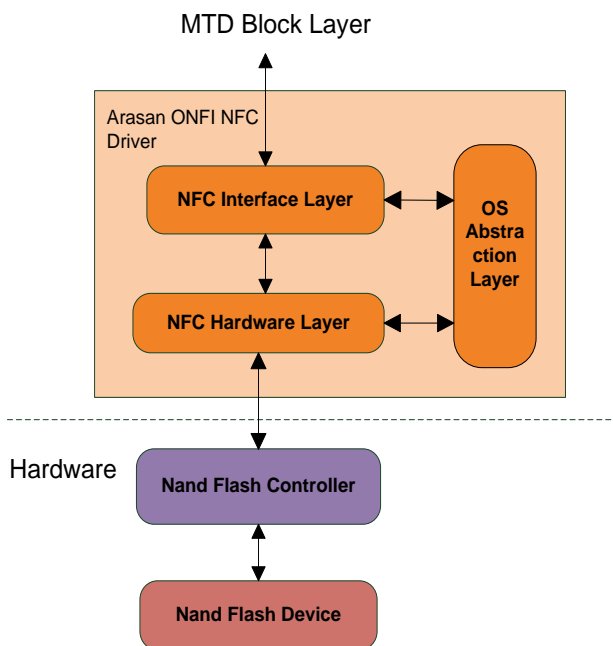 MTD Block Layer
Arasan ONFI NFC
Driver
NFC Interface Layer
OS
Abstra
ction
Layer
NFC Hardware Layer
Hardware
Nand Flash Controller
Nand Flash Device